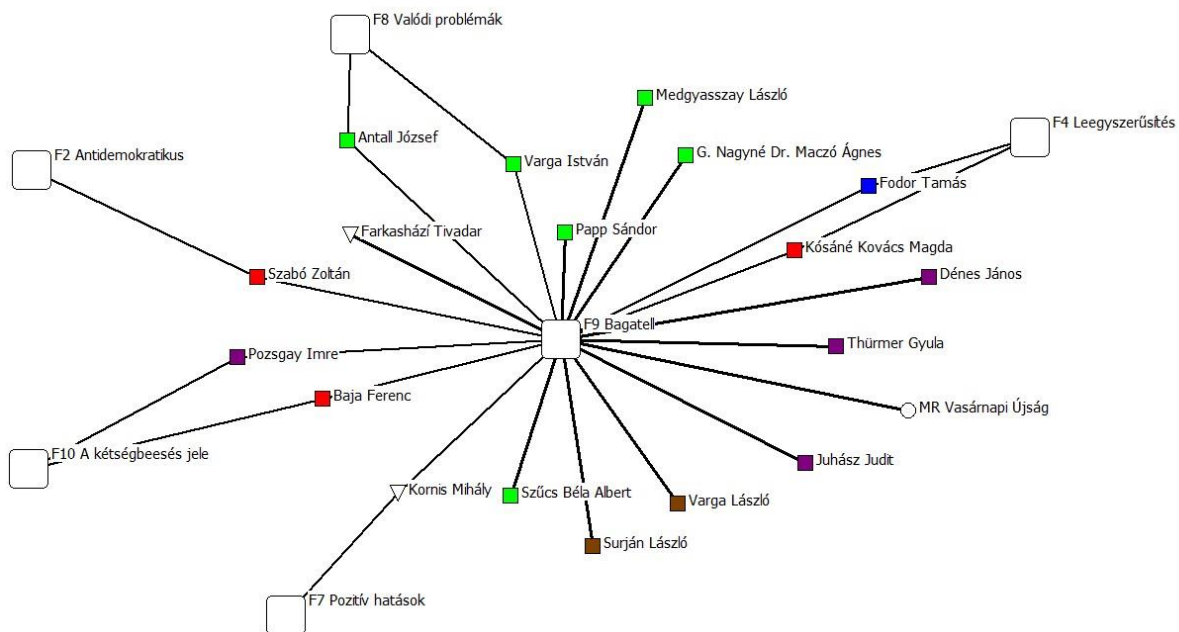 F8 Valódi problémák
Medgyasszay László
F4 Leegyszerűsítés
Antall József
G. Nagyné Dr. Maczó Ágnes
F2 Antidemokratikus
Varga István
Fodor Tamás
Farkashází Tivadar
Papp Sándor
Kósáné Kovács Magda
Szabó Zoltán
Dénes János
F9 Bagatell
Thürmer Gyula
Pozsgay Imre
Baja Ferenc
MR Vasárnapi Újság
F10 A kétségbeesés jele
Juhász Judit
Kornis Mihály
Szűcs Béla Albert
Varga László
Surján László
F7 Pozitív hatások